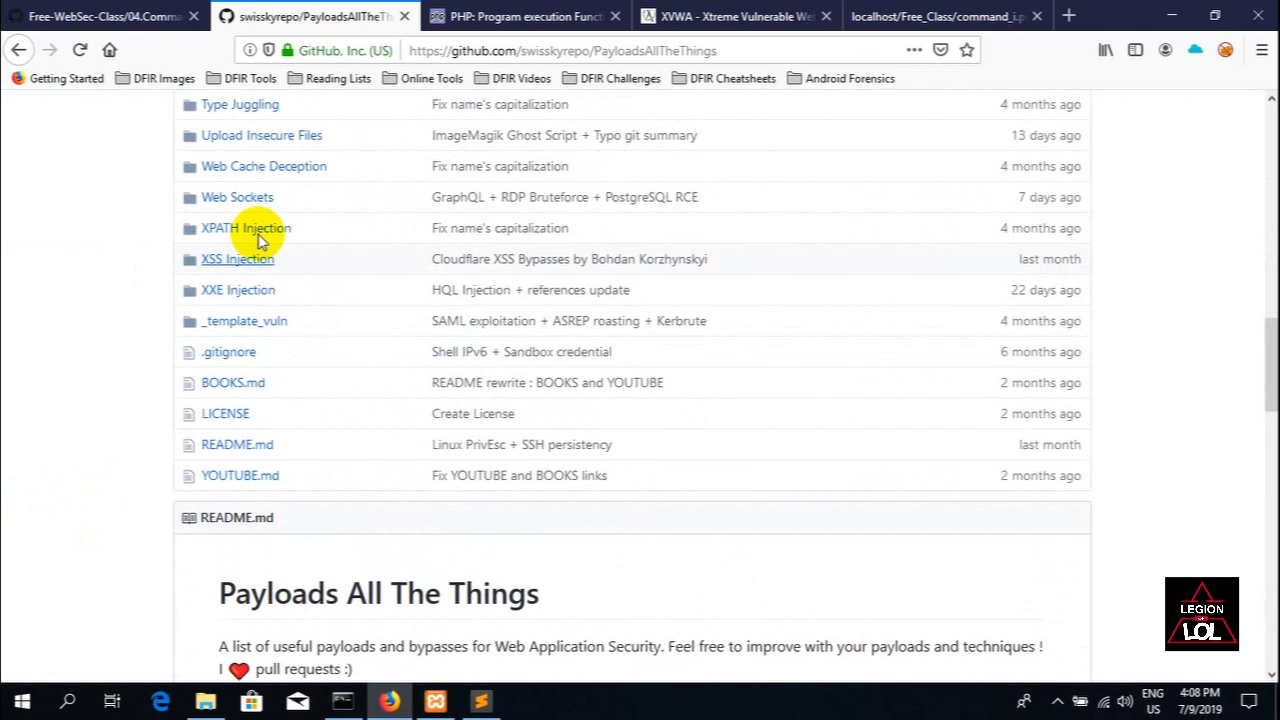 Free-WebSec-Class/04.Comma
swisskyrepo/PayloadsAllTheTh
PHP: Program execution Funct
XVWA - Xtreme Vulnerable We
localhost/Free_Class/command_i.p
GitHub, Inc. (US)
https://github.com/swisskyrepo/PayloadsAllTheThings
Getting Started
DFIR Images
DFIR Tools
Reading Lists
Online Tools
DFIR Videos
DFIR Challenges
DFIR Cheatsheets
Android Forensics
Type Juggling Fix name's capitalization 4 months ago
Upload Insecure Files ImageMagik Ghost Script + Typo git summary 13 days ago
Web Cache Deception Fix name's capitalization 4 months ago
Web Sockets GraphQL + RDP Bruteforce + PostgreSQL RCE 7 days ago
XPATH Injection Fix name's capitalization 4 months ago
XSS Injection Cloudflare XSS Bypasses by Bohdan Korzhynskyi last month
XXE Injection HQL Injection + references update 22 days ago
_template_vuln SAML exploitation + ASREP roasting + Kerbrute 4 months ago
.gitignore Shell IPv6 + Sandbox credential 6 months ago
BOOKS.md README rewrite : BOOKS and YOUTUBE 2 months ago
LICENSE Create License 2 months ago
README.md Linux PrivEsc + SSH persistency last month
YOUTUBE.md Fix YOUTUBE and BOOKS links 2 months ago
README.md
Payloads All The Things
A list of useful payloads and bypasses for Web Application Security. Feel free to improve with your payloads and techniques !
I ❤ pull requests :)
LEGION
LOL
ENG
US
4:08 PM
7/9/2019